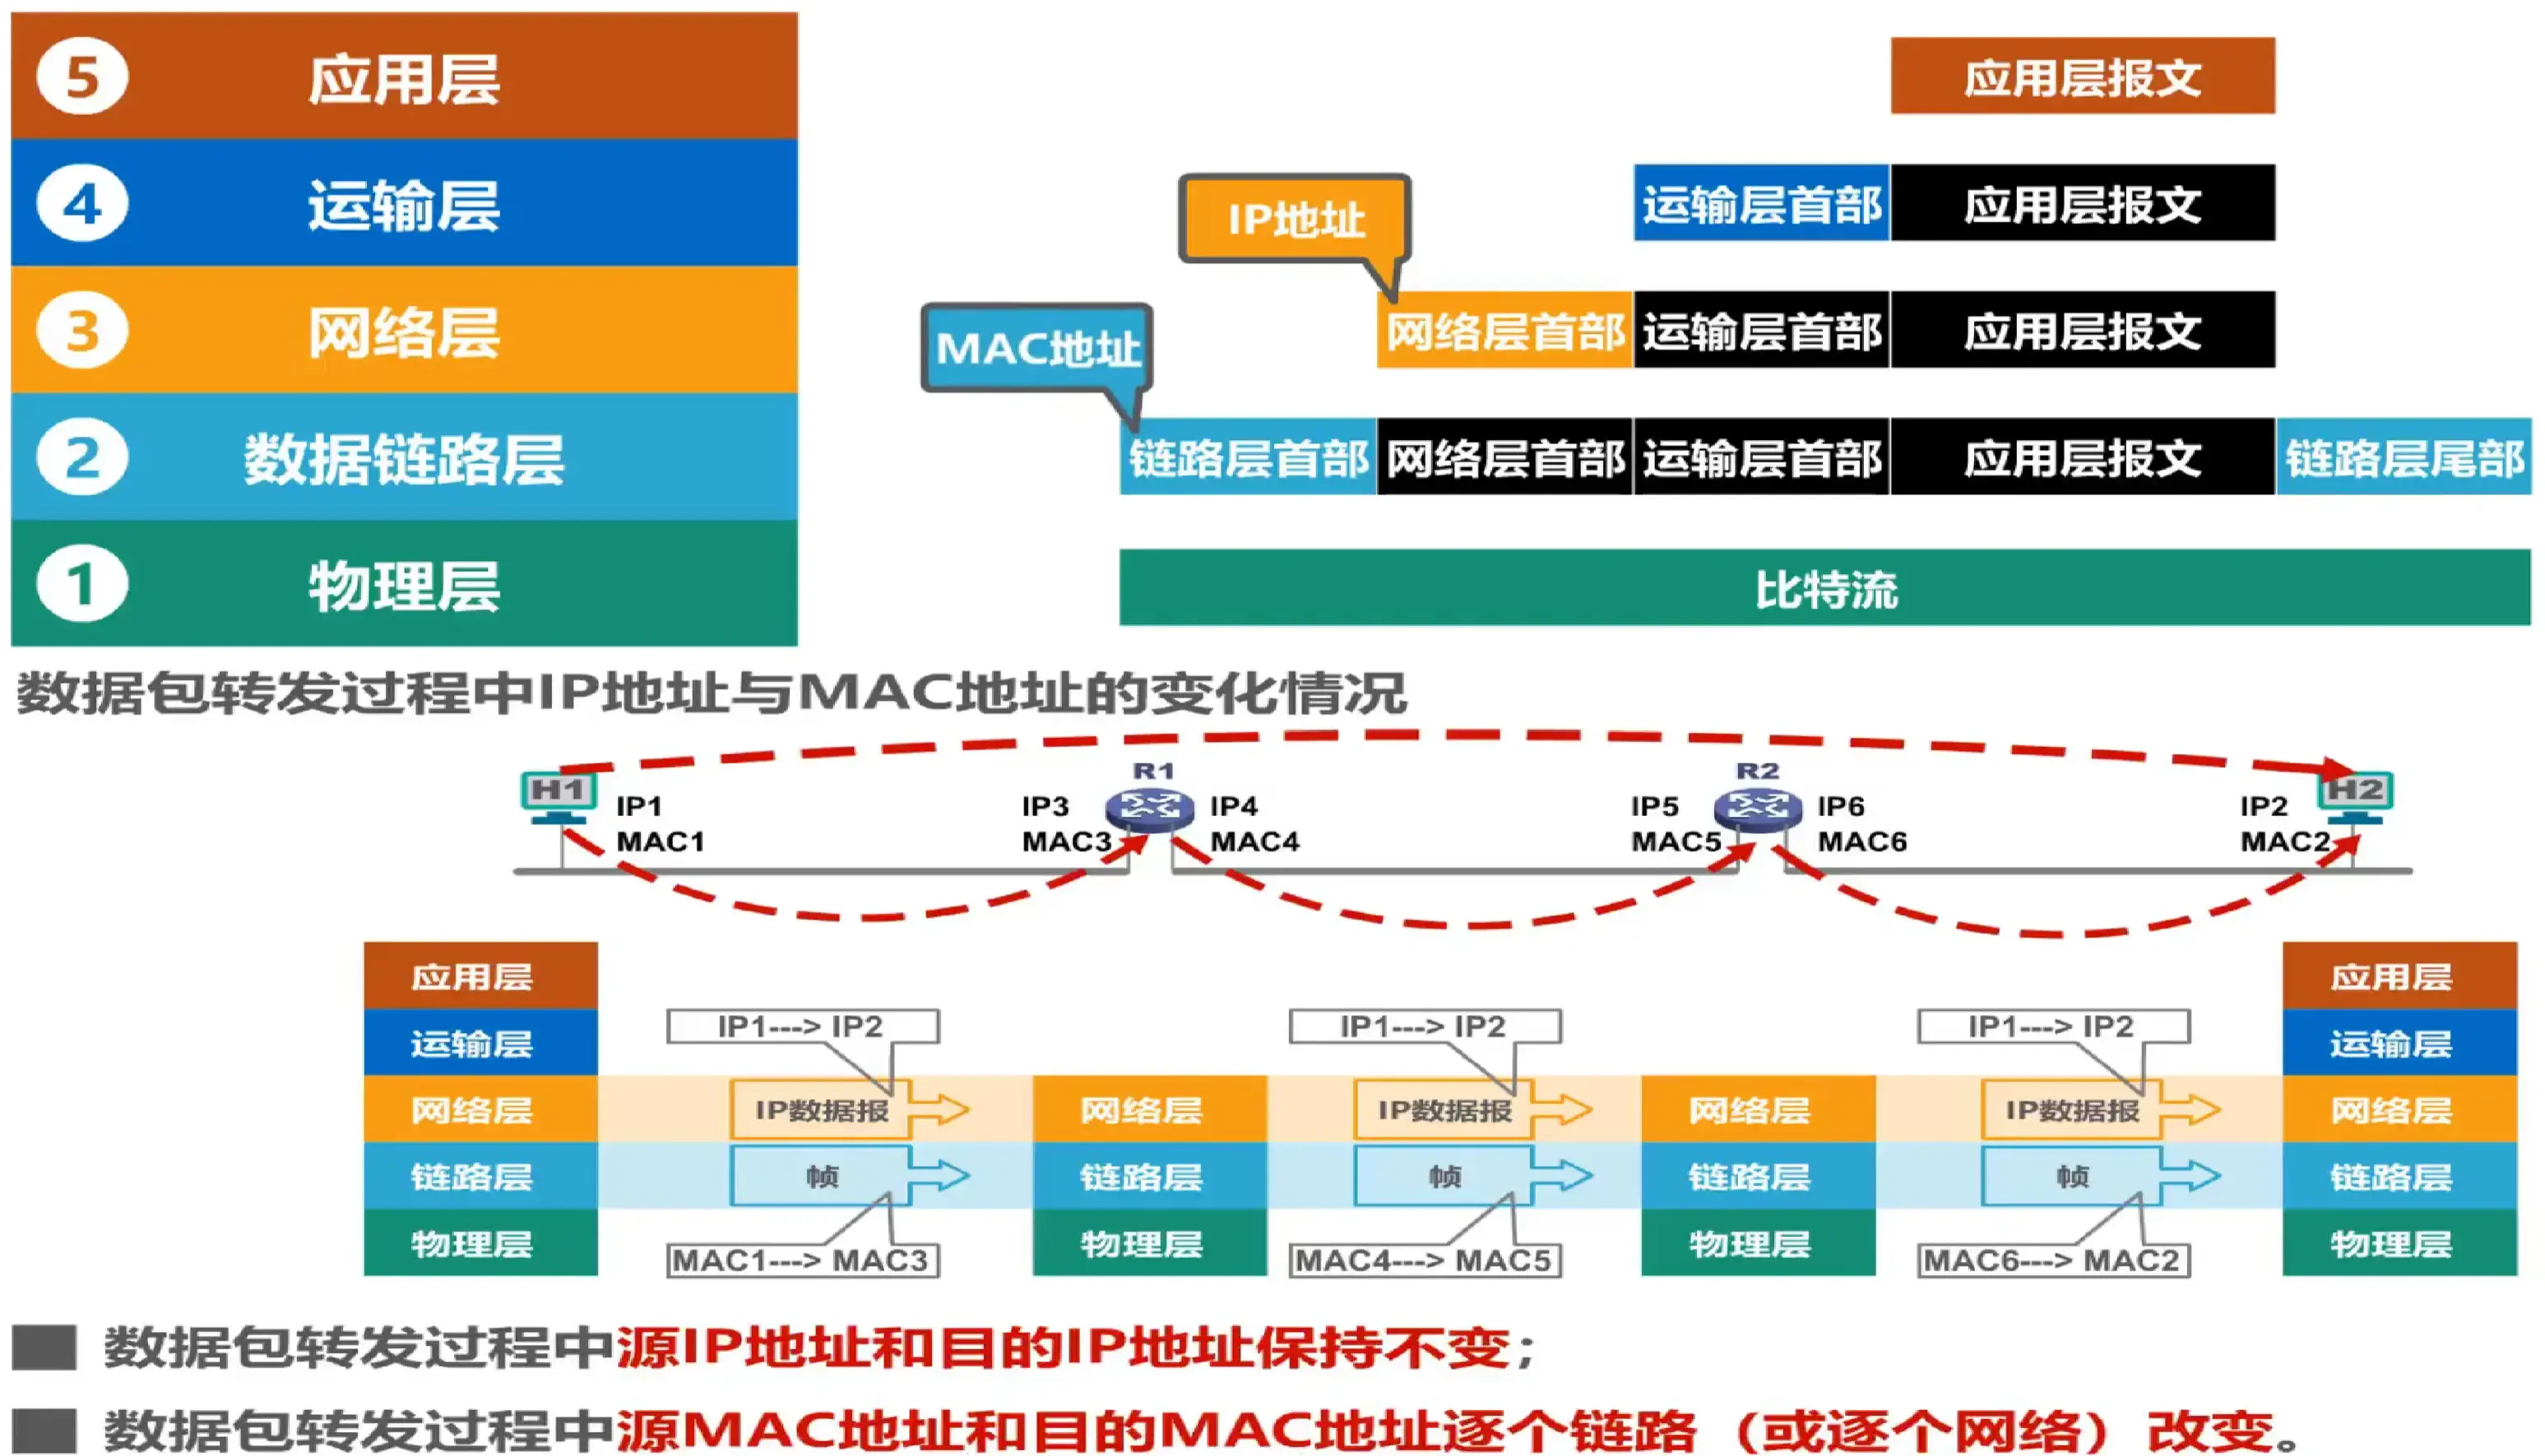 5 应用层 应用层报文
4 运输层 运输层首部 应用层报文
IP地址
3 网络层 网络层首部 运输层首部 应用层报文
MAC地址
2 数据链路层 链路层首部 网络层首部 运输层首部 应用层报文 链路层尾部
1 物理层 比特流
数据包转发过程中IP地址与MAC地址的变化情况
R1 R2
H1 H2
IP1 IP3 IP4 IP5 IP6 IP2
MAC1 MAC3 MAC4 MAC5 MAC6 MAC2
应用层 应用层
IP1---> IP2 IP1---> IP2 IP1---> IP2
运输层 运输层
网络层 IP数据报 网络层 IP数据报 网络层 IP数据报 网络层
链路层 帧 链路层 帧 链路层 帧 链路层
物理层 物理层 物理层 物理层
MAC1---> MAC3 MAC4---> MAC5 MAC6---> MAC2
数据包转发过程中源IP地址和目的IP地址保持不变；
数据包转发过程中源MAC地址和目的MAC地址逐个链路（或逐个网络）改变。